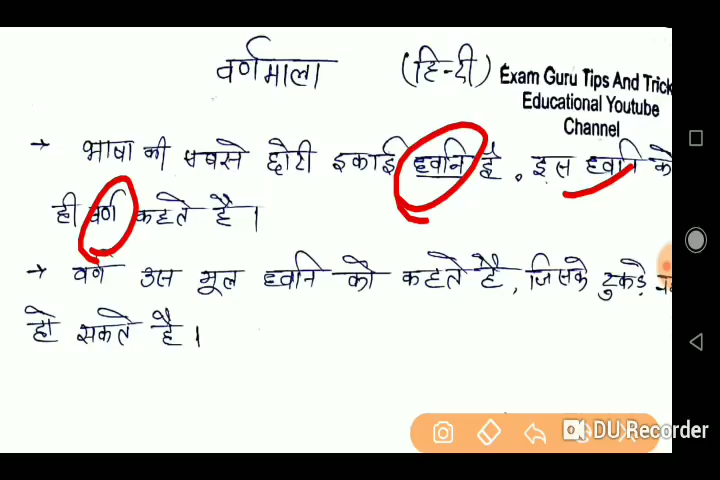 वर्णमाला (हिन्दी)
Exam Guru Tips And Trick
Educational Youtube
Channel
→ भाषा की सबसे छोटी इकाई ध्वनि है. इस ध्वनि को
ही वर्ण कहते है।
→ वर्ण उस मूल ध्वनि को कहते है, जिसके टुकड़े
हो सकते है।
DU Recorder